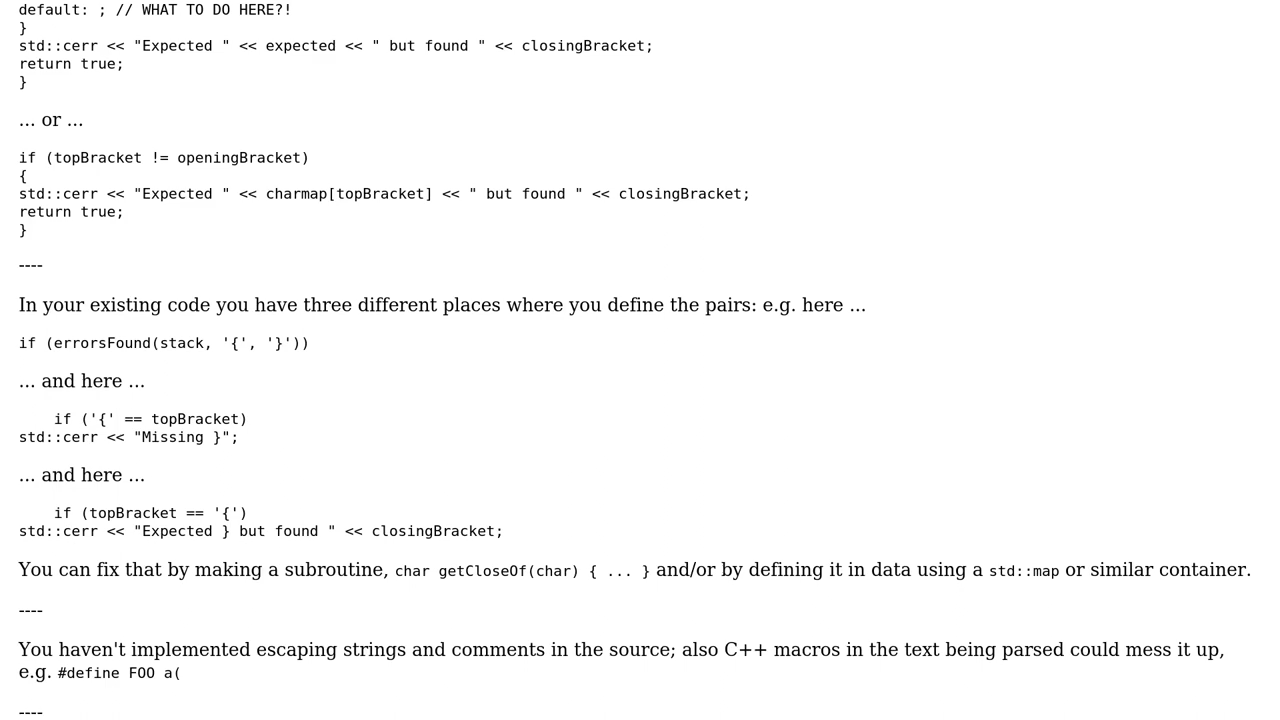 default: ; // WHAT TO DO HERE?!
}
std::cerr << "Expected " << expected << " but found " << closingBracket;
return true;
}
... or ...
if (topBracket != openingBracket)
{
std::cerr << "Expected " << charmap[topBracket] << " but found " << closingBracket;
return true;
}
----
In your existing code you have three different places where you define the pairs: e.g. here ...
if (errorsFound(stack, '{', '}'))
... and here ...
    if ('{' == topBracket)
std::cerr << "Missing }";
... and here ...
    if (topBracket == '{')
std::cerr << "Expected } but found " << closingBracket;
You can fix that by making a subroutine, char getCloseOf(char) { ... } and/or by defining it in data using a std::map or similar container.
----
You haven't implemented escaping strings and comments in the source; also C++ macros in the text being parsed could mess it up,
e.g. #define FOO a(
----